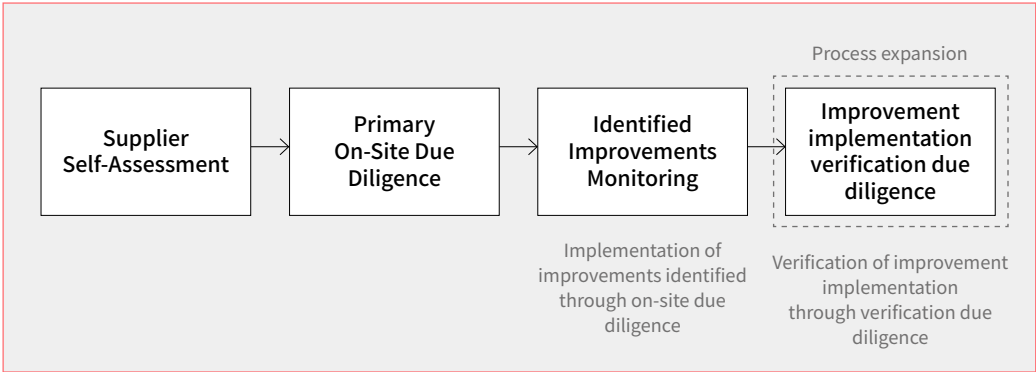 Process expansion
Supplier
Self-Assessment
Primary
On-Site Due
Diligence
Identified
Improvements
Monitoring
Improvement
implementation
verification due
diligence
Implementation of
improvements identified
through on-site due
diligence
Verification of improvement
implementation
through verification due
diligence